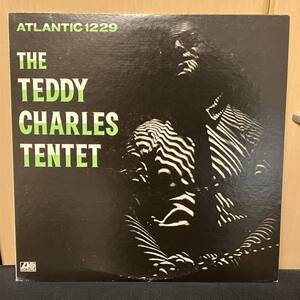 ATLANTIC 1229
THE
TEDDY
CHARLES
TENTET